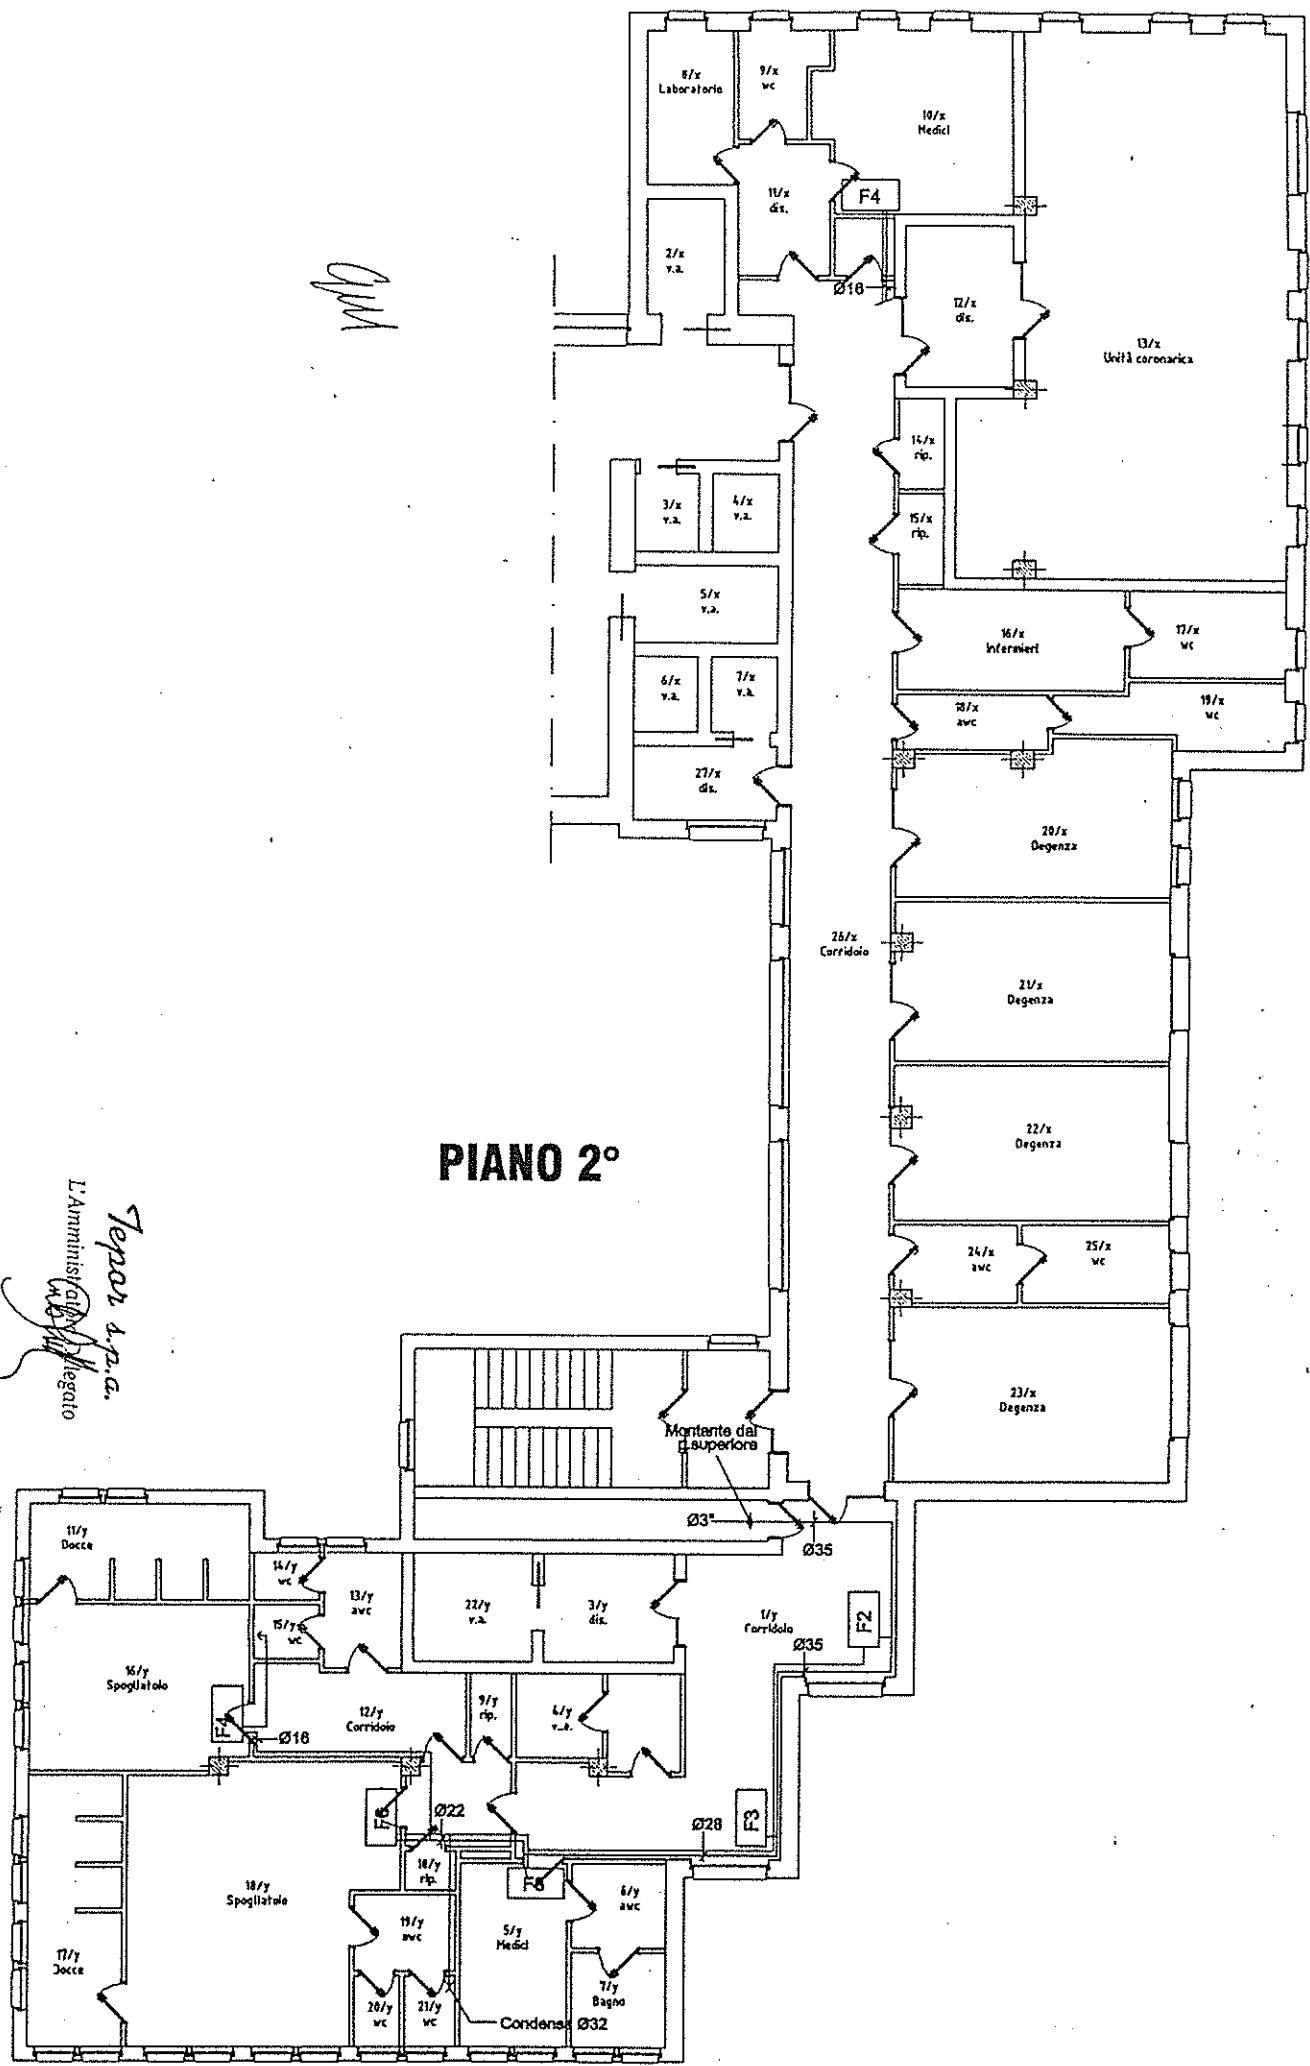 8/x
Laboratorio
9/x
wc
10/x
Medici
F4
11/x
dis.
2/x
v.a.
Ø16
12/x
dis.
13/x
Unità coronarica
14/x
rip.
3/x
v.a.
4/x
v.a.
15/x
rip.
5/x
v.a.
16/x
Infermieri
17/x
wc
6/x
v.a.
7/x
v.a.
18/x
awc
19/x
wc
27/x
dis.
20/x
Degenza
26/x
Corridoio
21/x
Degenza
PIANO 2°
22/x
Degenza
24/x
awc
25/x
wc
Tepor s.p.a.
L'Amministratore Delegato
23/x
Degenza
Montante dal
p.superiore
Ø3"
Ø35
11/y
Docce
14/y
wc
13/y
awc
22/y
v.a.
3/y
dis.
1/y
Corridoio
F2
15/y
wc
Ø35
16/y
Spogliatoio
F4
12/y
Corridoio
9/y
rip.
4/y
v.a.
Ø16
F6
Ø22
F3
Ø28
18/y
Spogliatoio
10/y
rip.
F5
6/y
awc
19/y
awc
5/y
Medici
17/y
Docce
20/y
wc
21/y
wc
7/y
Bagno
Condensa Ø32